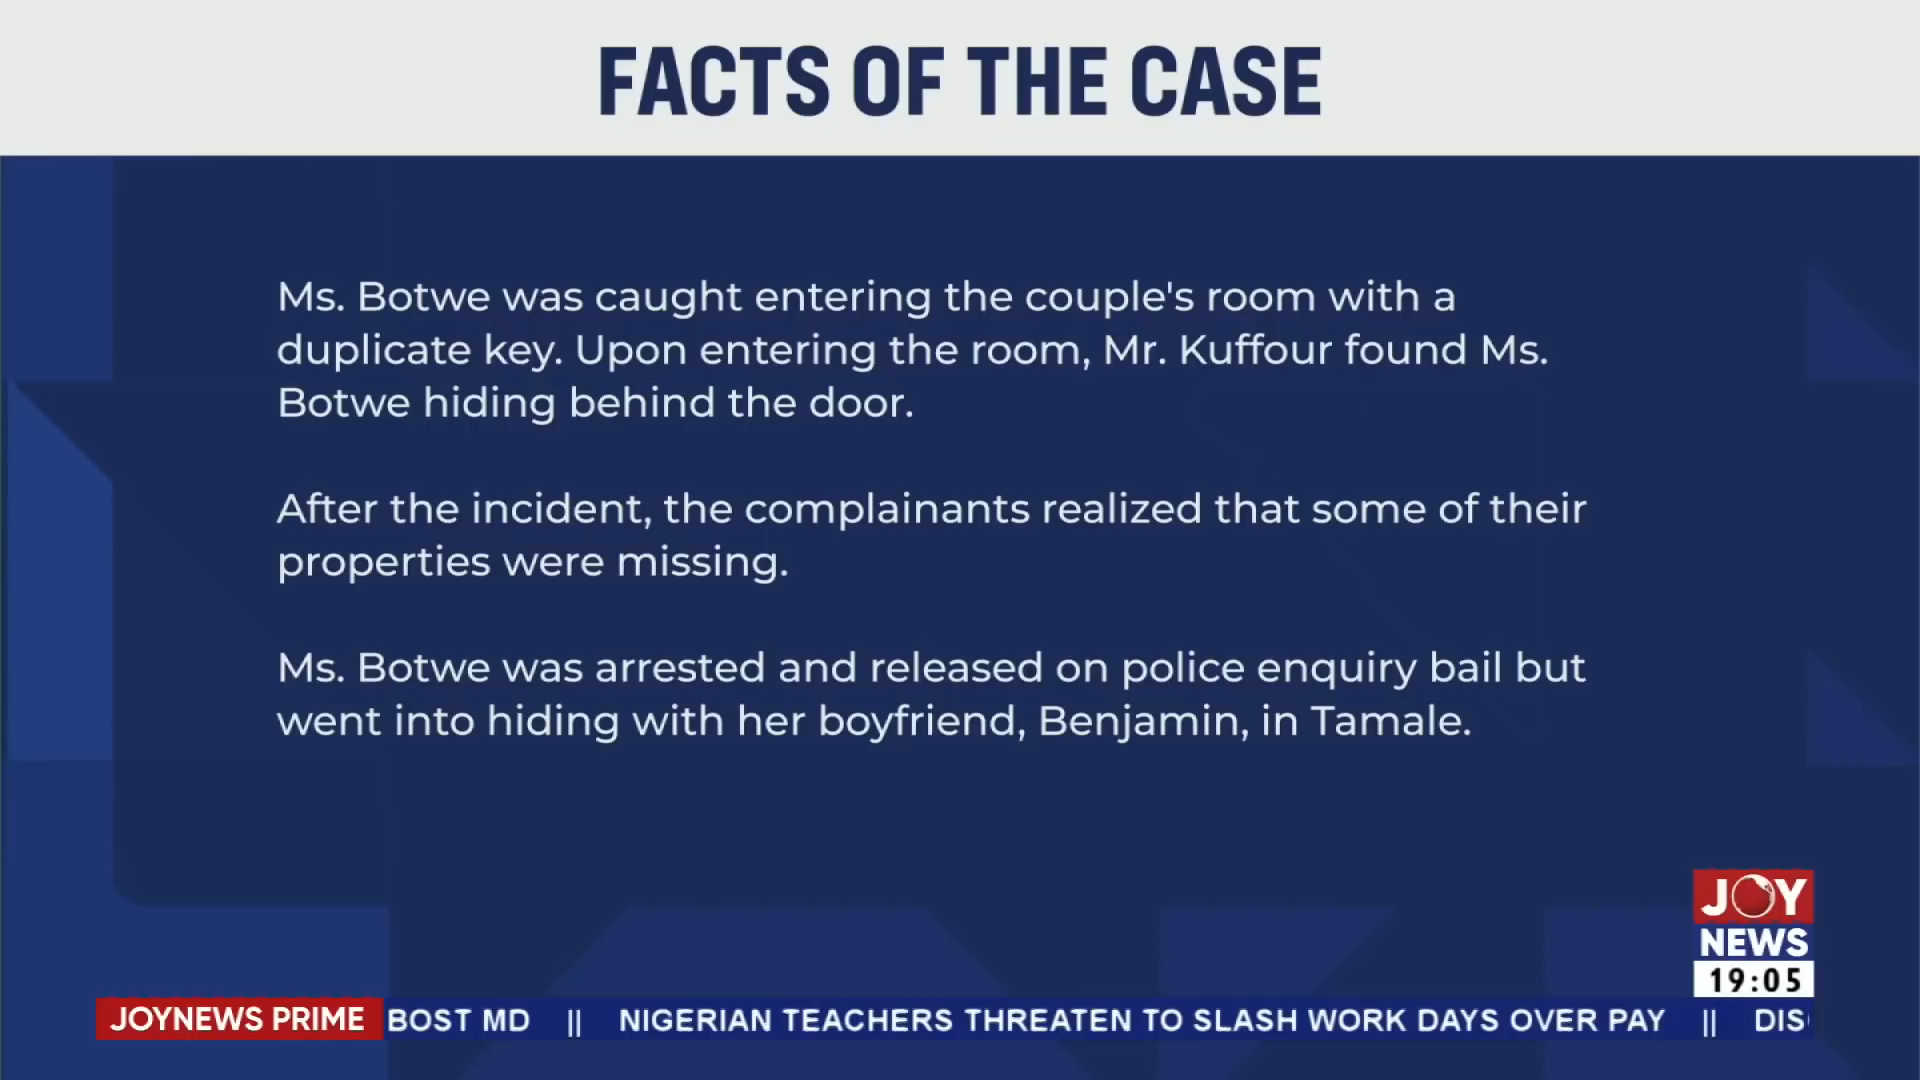 FACTS OF THE CASE
Ms. Botwe was caught entering the couple's room with a
duplicate key. Upon entering the room, Mr. Kuffour found Ms.
Botwe hiding behind the door.
After the incident, the complainants realized that some of their
properties were missing.
Ms. Botwe was arrested and released on police enquiry bail but
went into hiding with her boyfriend, Benjamin, in Tamale.
JOY
NEWS
19:05
JOYNEWS PRIME BOST MD || NIGERIAN TEACHERS THREATEN TO SLASH WORK DAYS OVER PAY || DIS